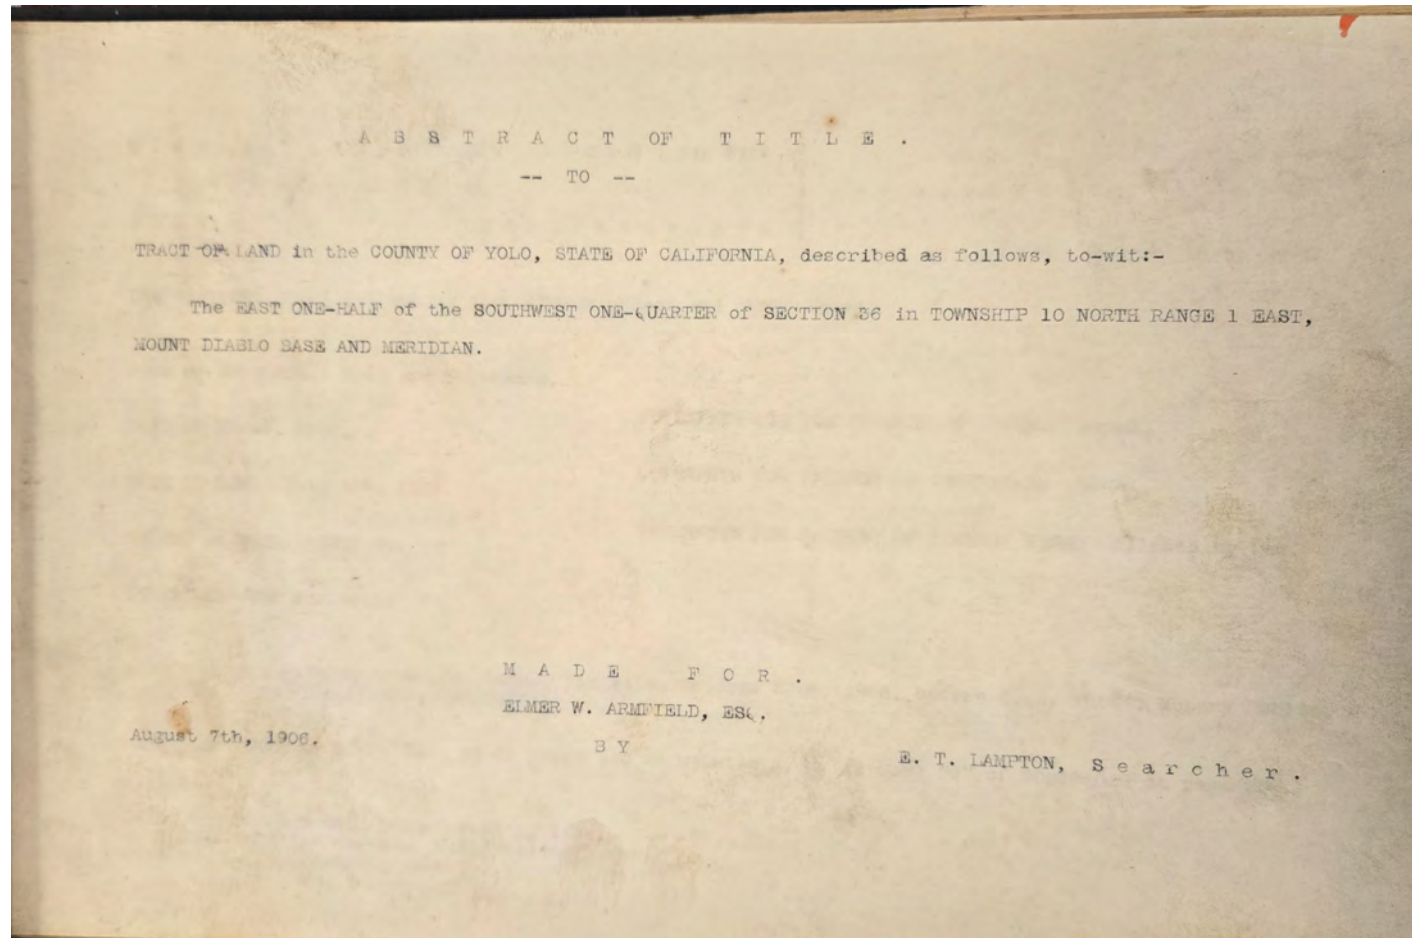 A B S T R A C T OF T I T L E .
-- TO --
TRACT OF LAND in the COUNTY OF YOLO, STATE OF CALIFORNIA, described as follows, to-wit:-
The EAST ONE-HALF of the SOUTHWEST ONE-QUARTER of SECTION 36 in TOWNSHIP 10 NORTH RANGE 1 EAST,
MOUNT DIABLO BASE AND MERIDIAN.
M A D E F O R .
ELMER W. ARMFIELD, ESQ.
August 7th, 1906.
B Y
E. T. LAMPTON, S e a r c h e r .